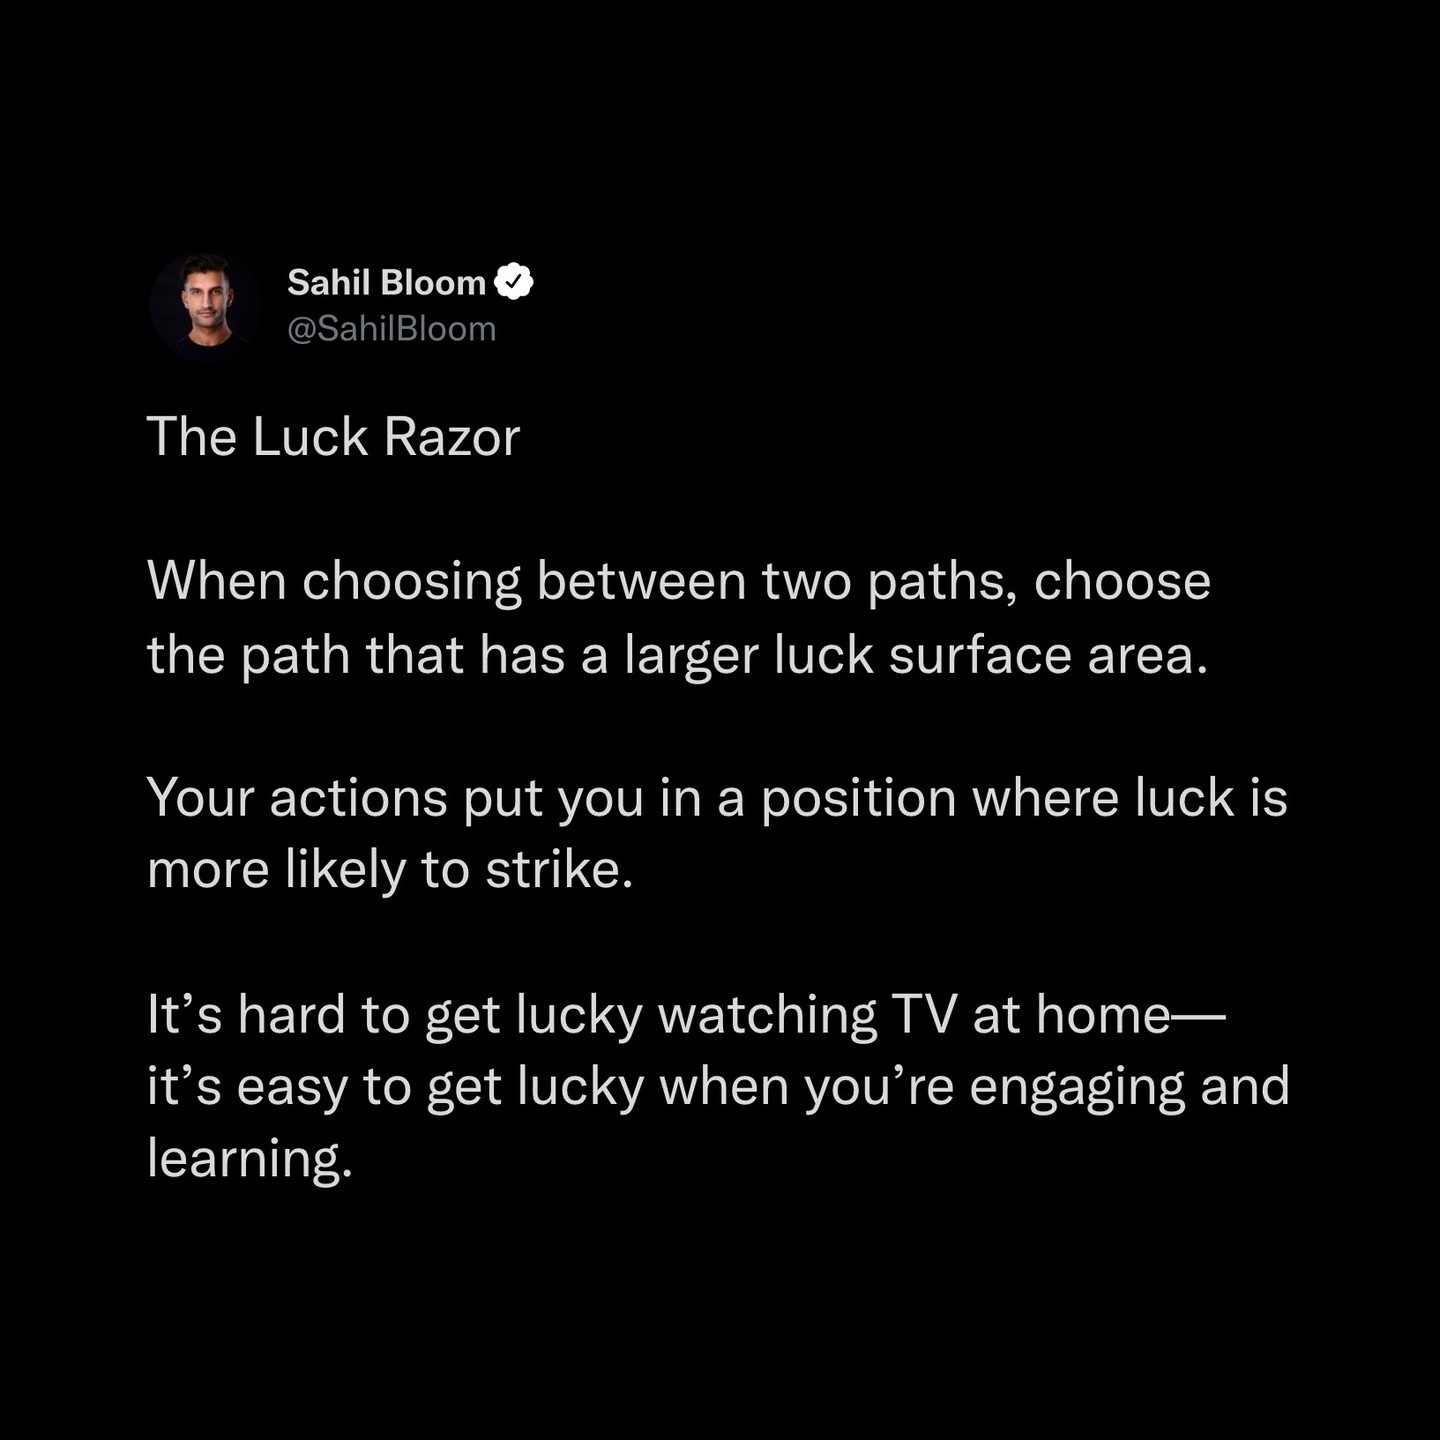 Sahil Bloom
@SahilBloom
The Luck Razor
When choosing between two paths, choose
the path that has a larger luck surface area.
Your actions put you in a position where luck is
more likely to strike.
It’s hard to get lucky watching TV at home—
it’s easy to get lucky when you’re engaging and
learning.